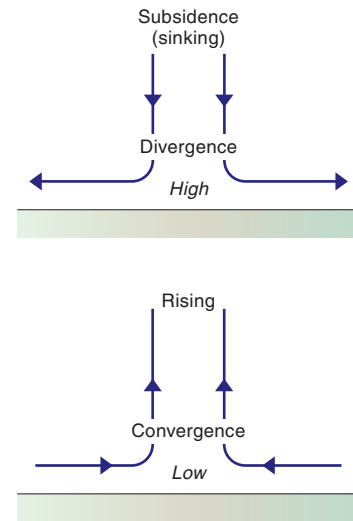 Subsidence
(sinking)
Divergence
High
Rising
Convergence
Low